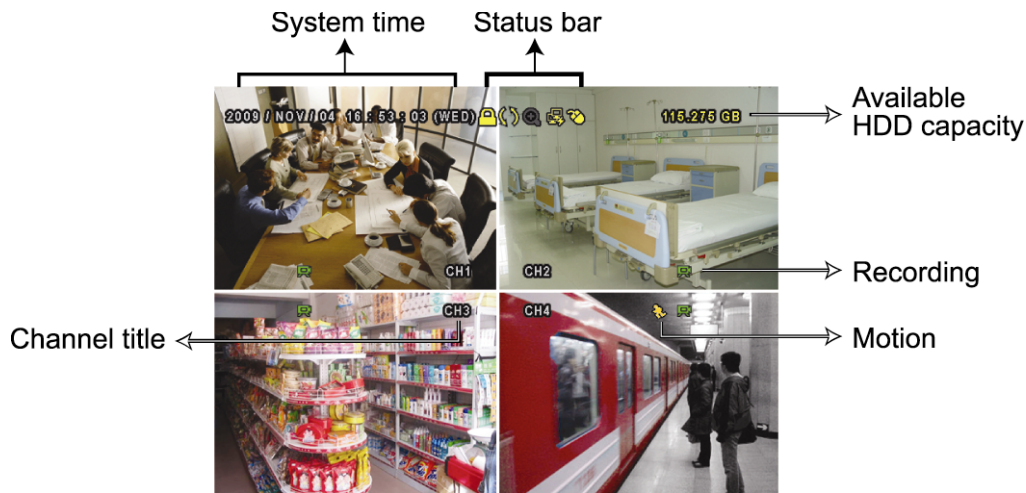 System time
Status bar
2009 / NOV / 04 16 : 53 : 03 (WED)
115.275 GB
Available
HDD capacity
CH1
CH2
Recording
Channel title
CH3
CH4
Motion